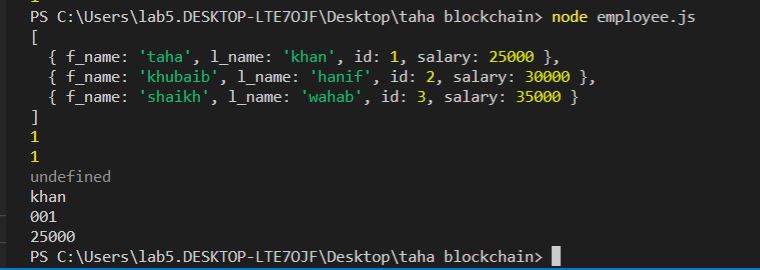 PS C:\Users\lab5.DESKTOP-LTE7OJF\Desktop\taha blockchain> node employee.js
[
  { f_name: 'taha', l_name: 'khan', id: 1, salary: 25000 },
  { f_name: 'khubaib', l_name: 'hanif', id: 2, salary: 30000 },
  { f_name: 'shaikh', l_name: 'wahab', id: 3, salary: 35000 }
]
1
1
undefined
khan
001
25000
PS C:\Users\lab5.DESKTOP-LTE7OJF\Desktop\taha blockchain>